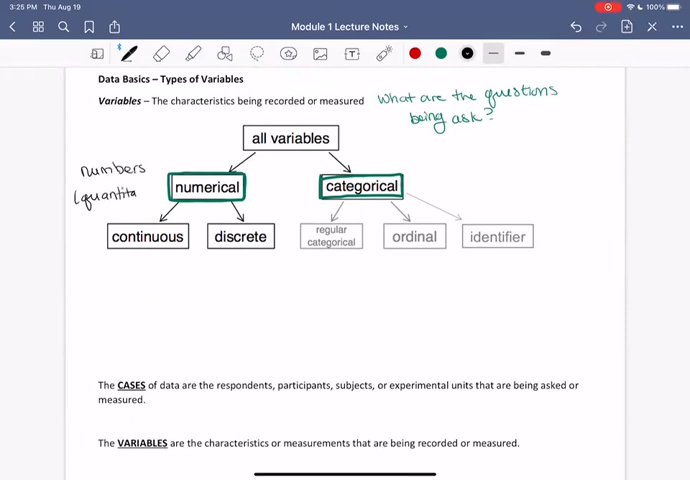 3:25 PM Thu Aug 19
100%
Module 1 Lecture Notes
Data Basics – Types of Variables
Variables – The characteristics being recorded or measured
What are the questions
being ask?
all variables
numbers
(quantita
numerical
categorical
continuous
discrete
regular
categorical
ordinal
identifier
The CASES of data are the respondents, participants, subjects, or experimental units that are being asked or
measured.
The VARIABLES are the characteristics or measurements that are being recorded or measured.